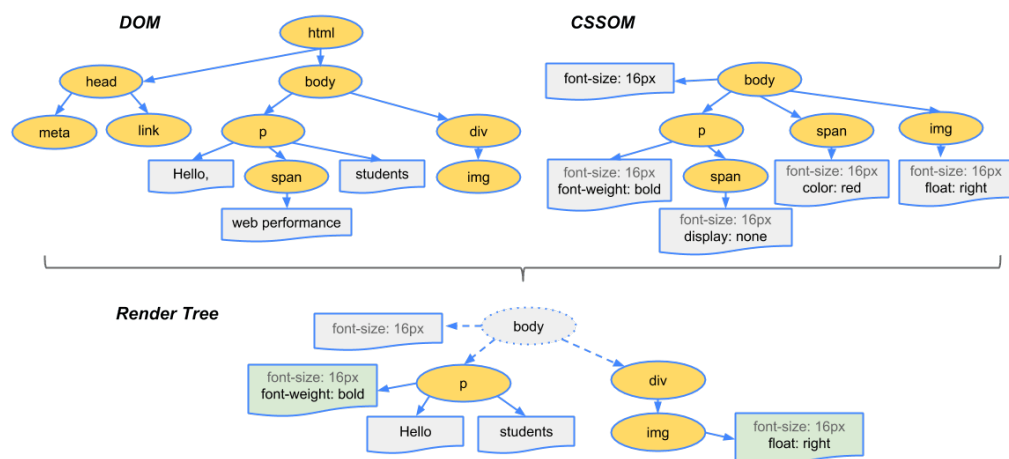 DOM
CSSOM
html
head
body
meta
link
p
div
Hello,
span
students
img
web performance
font-size: 16px
body
p
span
img
font-size: 16px
font-weight: bold
span
font-size: 16px
color: red
font-size: 16px
float: right
font-size: 16px
display: none
Render Tree
font-size: 16px
body
font-size: 16px
font-weight: bold
p
div
Hello
students
img
font-size: 16px
float: right